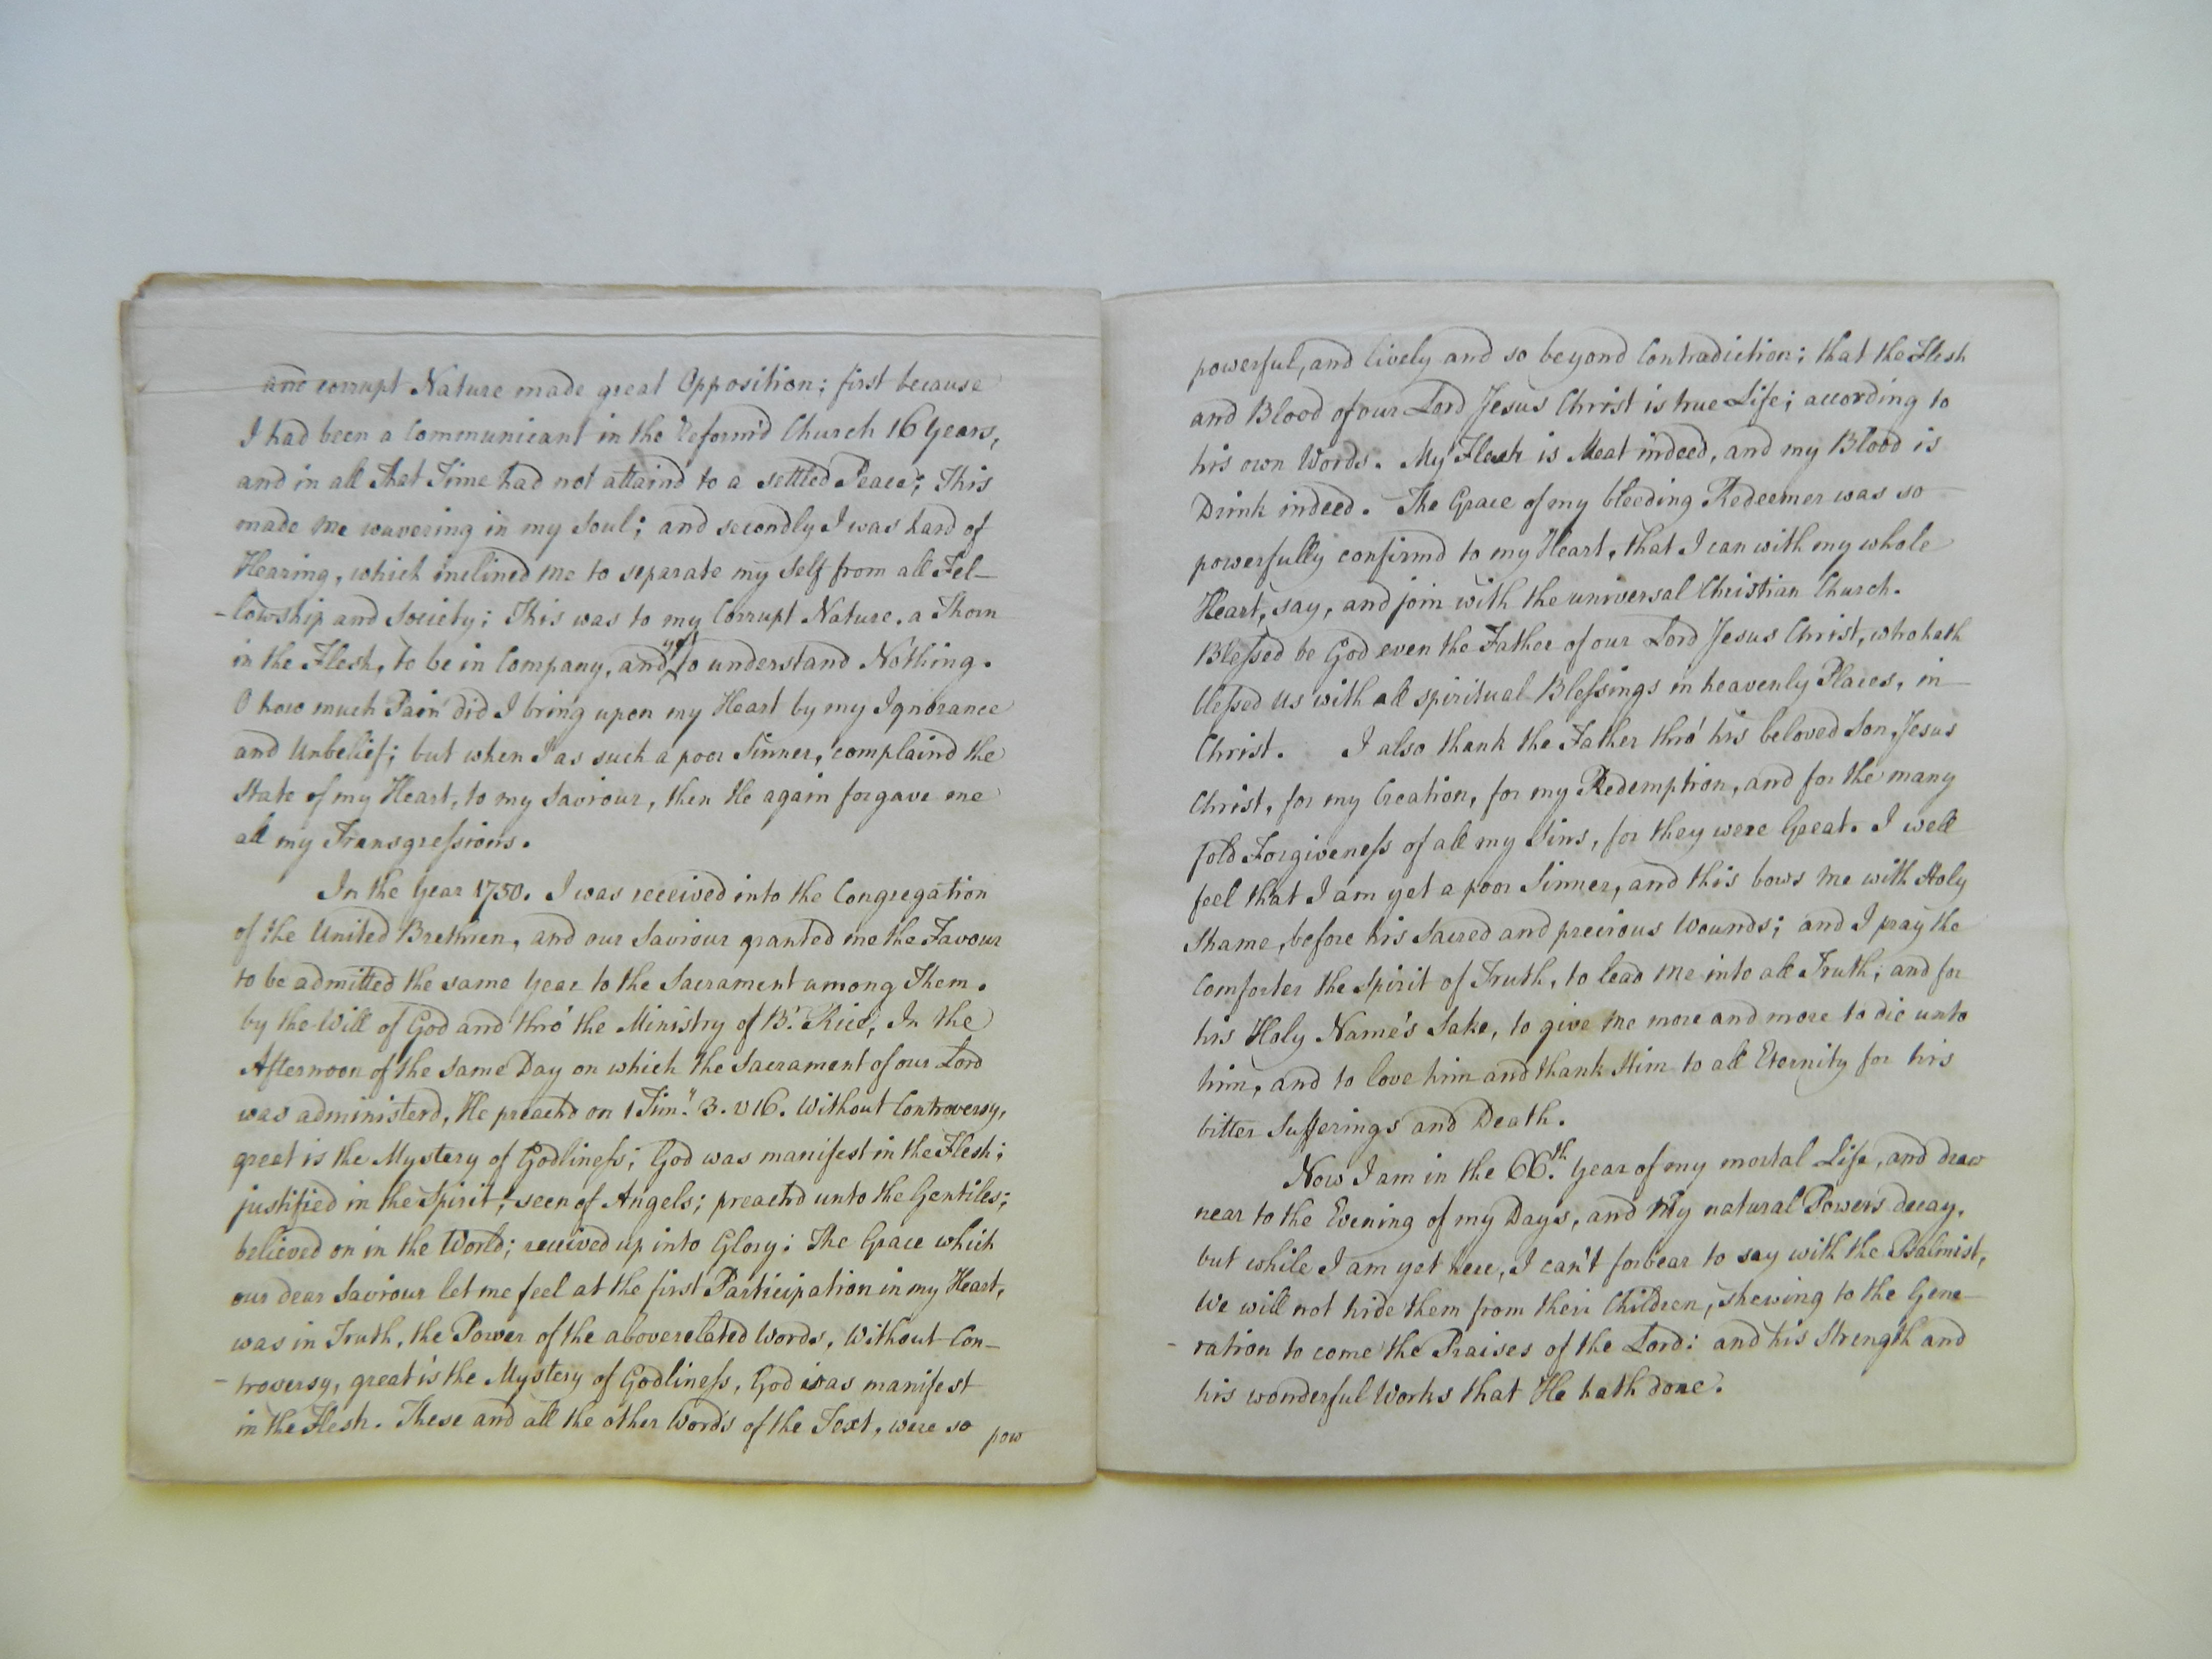 and corrupt Nature made great Opposition; first because
I had been a Communicant in the Reform'd Church 16 Years,
and in all that Time had not attaind to a settled Peace; This
made me wavering in my Soul; and secondly I was hard of
Hearing, which inclined me to separate my Self from all Fel-
-lowship and Society; This was to my Corrupt Nature, a Thorn
in the Flesh, to be in Company, and yet to understand Nothing.
O how much Pain did I bring upon my Heart by my Ignorance
and Unbelief; but when I as such a poor Sinner, complaind the
State of my Heart, to my Saviour, then He again forgave me
all my Transgressions.
In the Year 1750. I was received into the Congregation
of the United Brethren, and our Saviour granted me the Favour
to be admitted the same Year to the Sacrament among Them.
by the Will of God and thro' the Ministry of Br. Rice, In the
Afternoon of the same Day on which the Sacrament of our Lord
was administerd, He preach'd on 1 Tim:" 3. v 16. Without Controversy,
great is the Mystery of Godliness; God was manifest in the Flesh;
justified in the Spirit; seen of Angels; preach'd unto the Gentiles;
believed on in the World; received up into Glory: The Grace which
our dear Saviour let me feel at the first Participation in my Heart,
was in Truth, the Power of the above related Words, Without Con-
-troversy, great is the Mystery of Godliness, God was manifest
in the Flesh. These and all the other Words of the Text, were so
pow
powerful, and lively and so beyond Contradiction; that the Flesh
and Blood of our Lord Jesus Christ is true Life; according to
his own Words. My Flesh is Meat indeed, and my Blood is
Drink indeed. The Grace of my bleeding Redeemer was so
powerfully confirmd to my Heart, that I can with my whole
Heart, say, and join with the universal Christian Church.
Blessed be God even the Father of our Lord Jesus Christ, who hath
blessed us with all spiritual Blessings in heavenly Places, in
Christ. I also thank the Father thro' his beloved Son, Jesus
Christ, for my Creation, for my Redemption, and for the many
fold Forgiveness of all my Sins, for they were Great. I well
feel that I am yet a poor Sinner, and this bows me with Holy
Shame, before his Sacred and precious Wounds; and I pray the
Comforter the Spirit of Truth, to lead me into all Truth; and for
his Holy Name's Sake, to give me more and more to die unto
him, and to love him and thank Him to all Eternity for his
bitter Sufferings and Death.
Now I am in the 66.th Year of my mortal Life, and draw
near to the Evening of my Days, and My natural Powers decay.
but while I am yet here, I can't forbear to say with the Psalmist,
We will not hide them from their Children, shewing to the Gene-
-ration to come the Praises of the Lord: and his Strength and
his wonderful Works that He hath done.